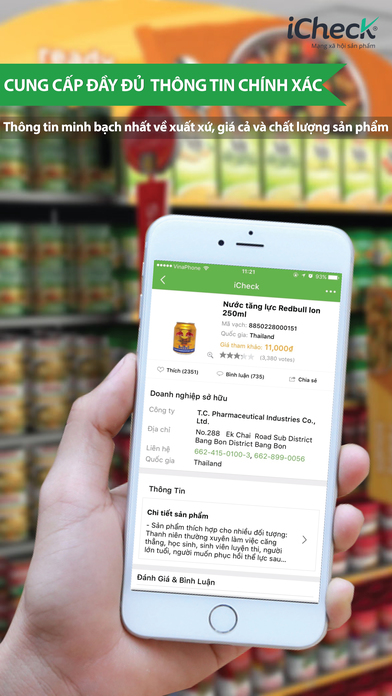 iCheck
Mạng xã hội sản phẩm
CUNG CẤP ĐẦY ĐỦ THÔNG TIN CHÍNH XÁC
Thông tin minh bạch nhất về xuất xứ, giá cả và chất lượng sản phẩm
VinaPhone
11:21
93%
iCheck
Nước tăng lực Redbull lon
250ml
Mã vạch: 8850228000151
Quốc gia: Thailand
Giá tham khảo: 11,000đ
(3,380 votes)
Thích (2351)
Bình luận (735)
Chia sẻ
Doanh nghiệp sở hữu
Công ty
T.C. Pharmaceutical Industries Co.,
Ltd.
Địa chỉ
No.288 Ek Chai Road Sub District
Bang Bon District Bang Bon
Liên hệ
662-415-0100-3, 662-899-0056
Quốc gia
Thailand
Thông Tin
Chi tiết sản phẩm
- Sản phẩm thích hợp cho nhiều đối tượng:
Thanh niên thường xuyên làm việc căng
thẳng, học sinh, sinh viên luyện thi, người
lớn tuổi, người muốn phục hồi thể lực sau...
Đánh Giá & Bình Luận